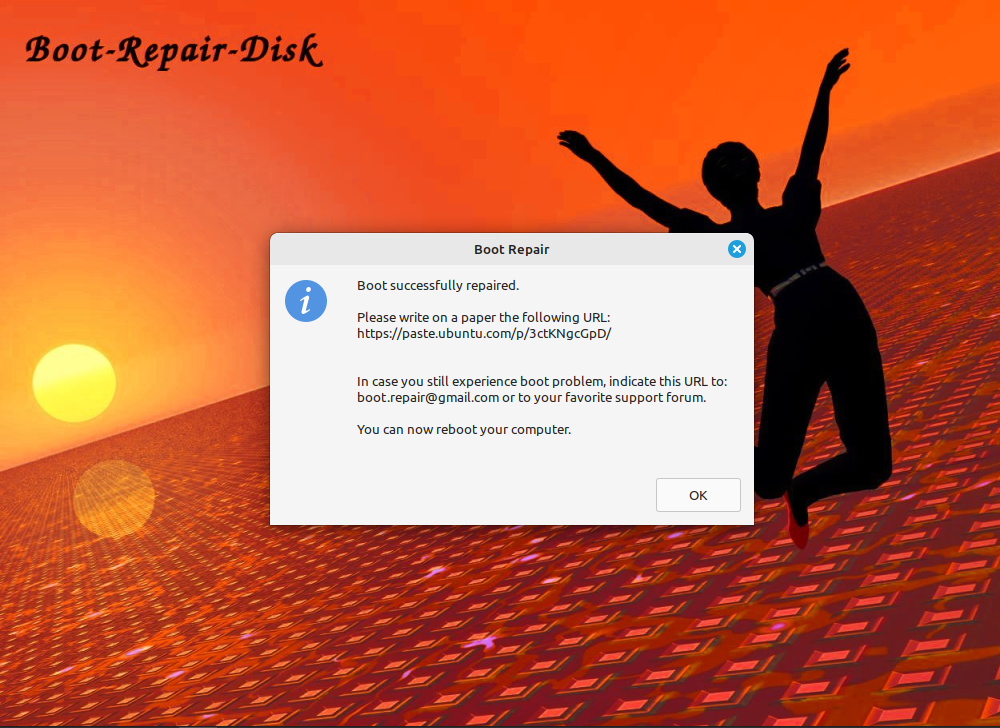 Boot-Repair-Disk
Boot Repair
Boot successfully repaired.
Please write on a paper the following URL:
https://paste.ubuntu.com/p/3ctKNgcGpD/
In case you still experience boot problem, indicate this URL to:
boot.repair@gmail.com or to your favorite support forum.
You can now reboot your computer.
OK